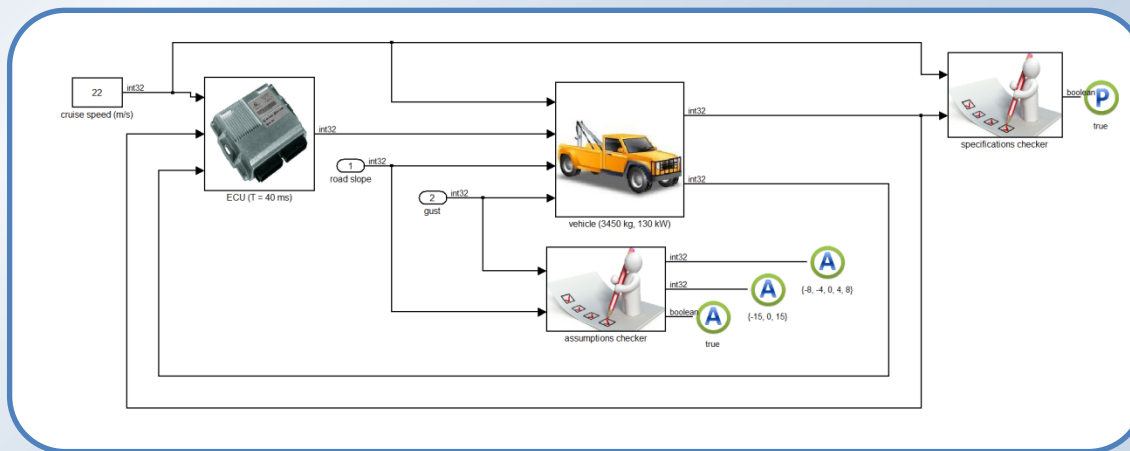 22
int32
cruise speed (m/s)
int32
ECU (T = 40 ms)
1
int32
road slope
2
int32
gust
int32
int32
vehicle (3450 kg, 130 kW)
boolean
P
true
specifications checker
int32
A
{-8, -4, 0, 4, 8}
int32
A
{-15, 0, 15}
boolean
A
true
assumptions checker